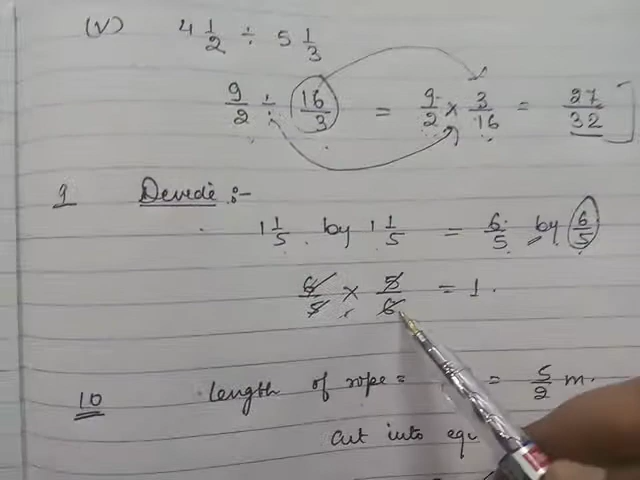 (V) 4 1/2 ÷ 5 1/3
9/2 ÷ 16/3 = 9/2 × 3/16 = 27/32
1 Devide :-
1 1/5 by 1 1/5 = 6/5 by 6/5
6/5 × 5/6 = 1.
10 Length of rope = = 5/2 m.
cut into equ